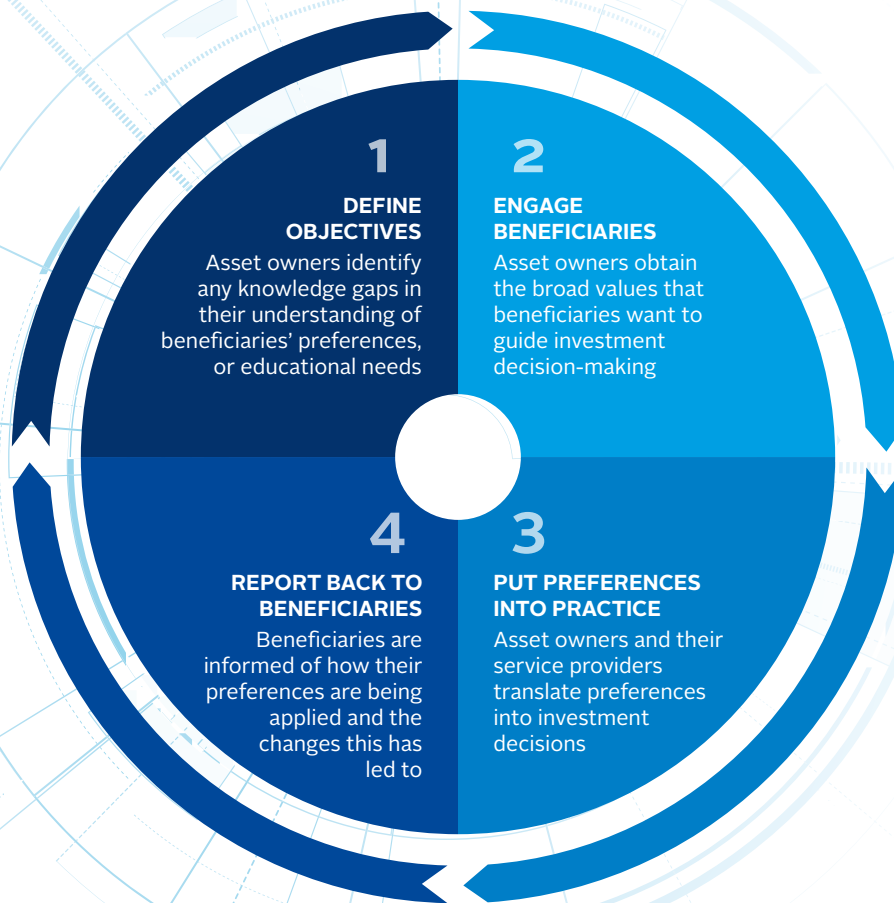 1
DEFINE
OBJECTIVES
Asset owners identify
any knowledge gaps in
their understanding of
beneficiaries’ preferences,
or educational needs
2
ENGAGE
BENEFICIARIES
Asset owners obtain
the broad values that
beneficiaries want to
guide investment
decision-making
3
PUT PREFERENCES
INTO PRACTICE
Asset owners and their
service providers
translate preferences
into investment
decisions
4
REPORT BACK TO
BENEFICIARIES
Beneficiaries are
informed of how their
preferences are being
applied and the
changes this has
led to